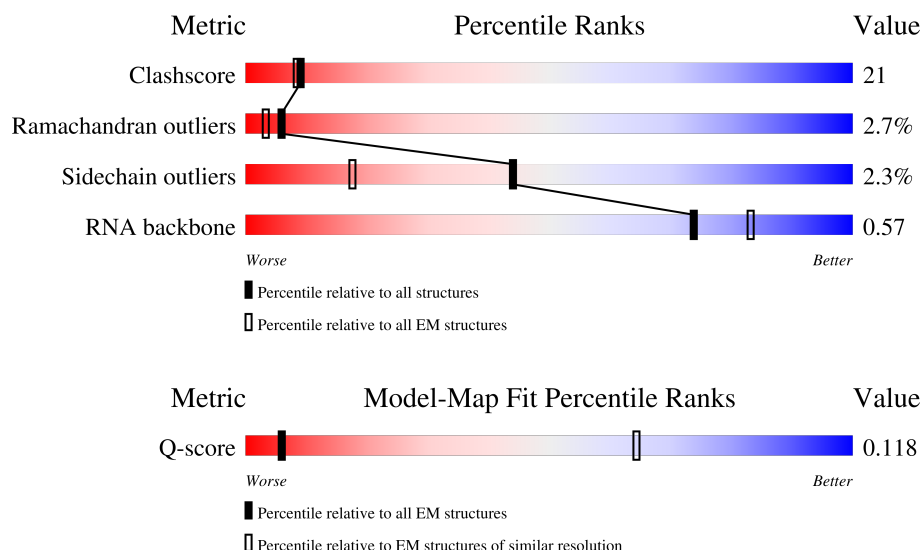 Metric Percentile Ranks Value
Clashscore 21
Ramachandran outliers 2.7%
Sidechain outliers 2.3%
RNA backbone 0.57
Worse Better
Percentile relative to all structures
Percentile relative to all EM structures
Metric Model-Map Fit Percentile Ranks Value
Q-score 0.118
Worse Better
Percentile relative to all EM structures
Percentile relative to EM structures of similar resolution